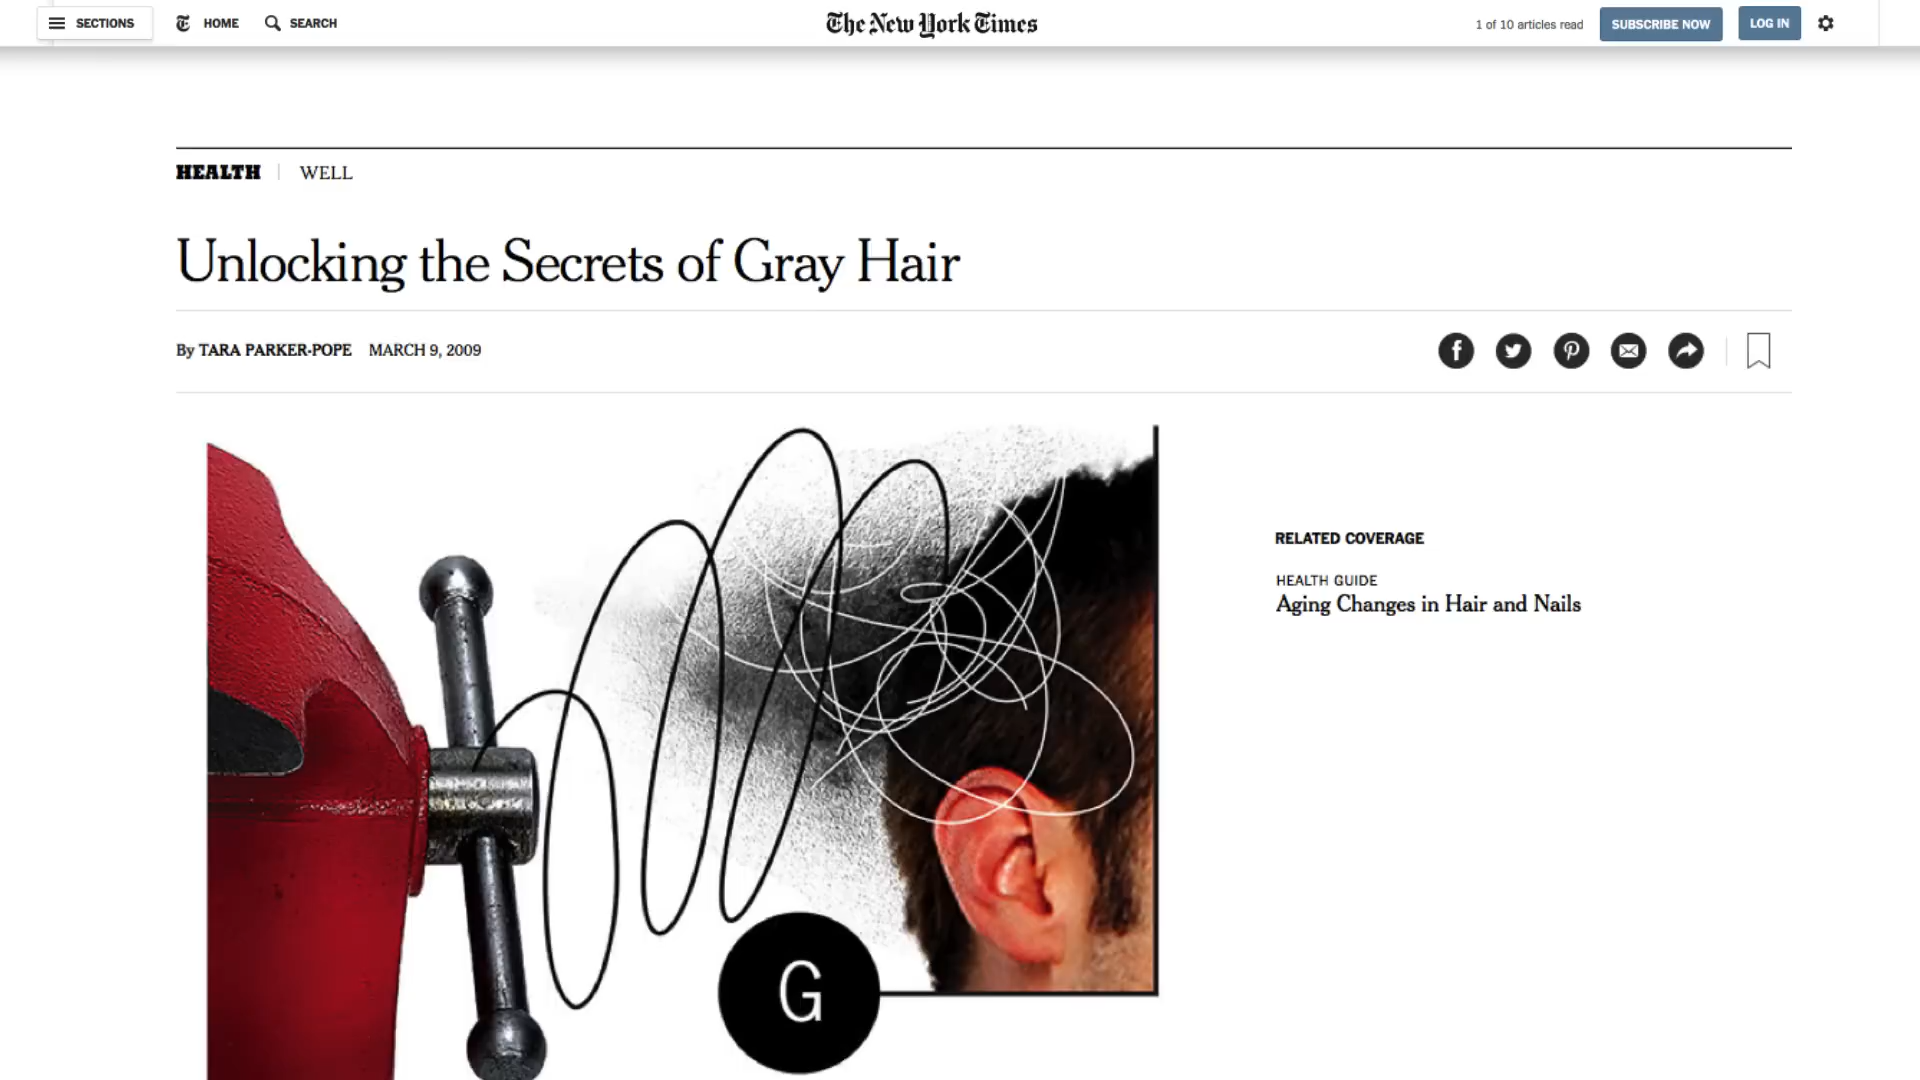 SECTIONS HOME SEARCH The New York Times 1 of 10 articles read SUBSCRIBE NOW LOG IN
HEALTH WELL
Unlocking the Secrets of Gray Hair
By TARA PARKER-POPE MARCH 9, 2009
RELATED COVERAGE
HEALTH GUIDE
Aging Changes in Hair and Nails
G